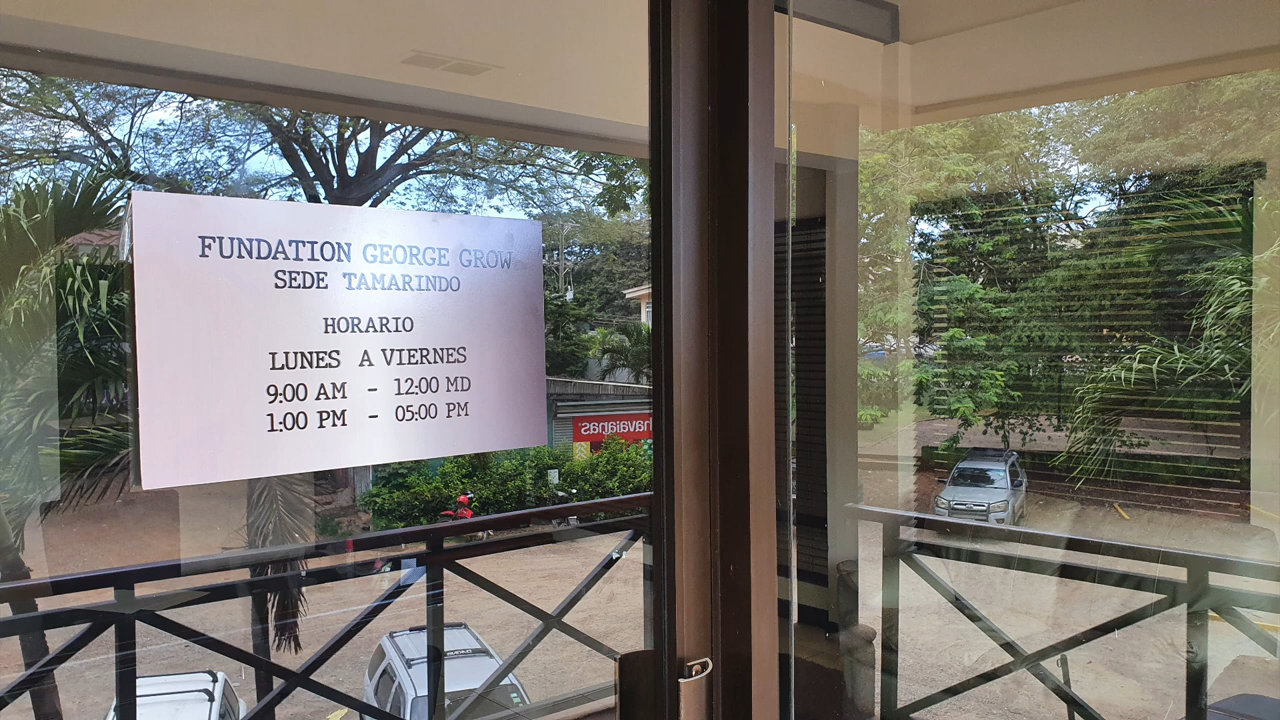 FUNDATION GEORGE GROW
SEDE TAMARINDO
HORARIO
LUNES A VIERNES
9:00 AM - 12:00 MD
1:00 PM - 05:00 PM
havaianas